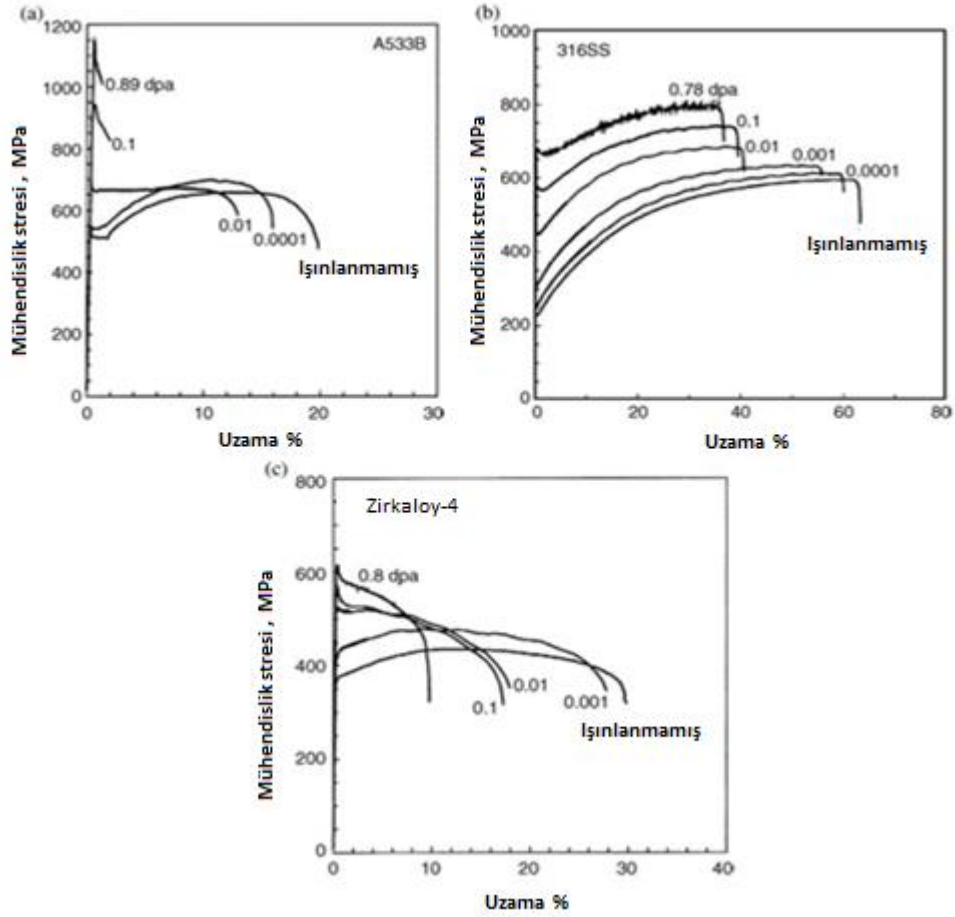 (a)
1200
1000
800
600
400
200
0
Mühendislik stresi , MPa
A533B
0.89 dpa
0.1
0.01
0.0001
Işınlanmamış
0
10
20
30
Uzama %
(b)
1000
800
600
400
200
0
Mühendislik stresi , MPa
316SS
0.78 dpa
0.1
0.01
0.001
0.0001
Işınlanmamış
0
20
40
60
80
Uzama %
(c)
800
600
400
200
0
Mühendislik stresi , MPa
Zirkaloy-4
0.8 dpa
0.01
0.1
0.001
Işınlanmamış
0
10
20
30
40
Uzama %